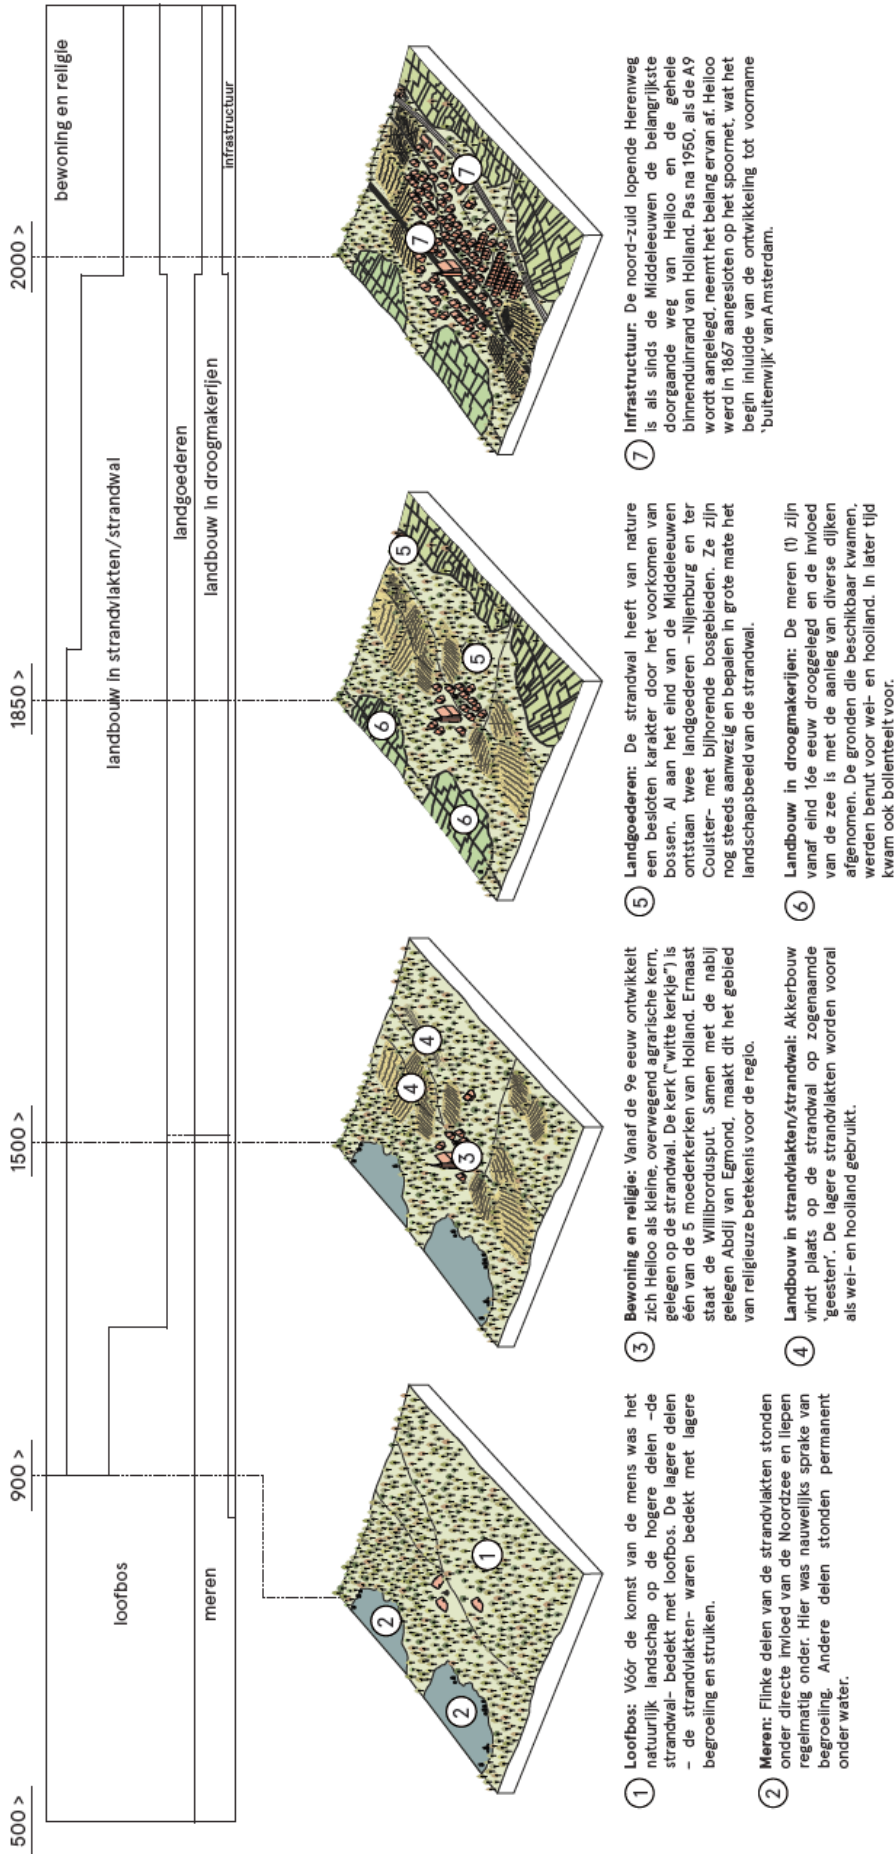 500 >
900 >
1500 >
1850 >
2000 >
loofbos
landbouw in strandvlakten/strandwal
bewoning en religie
landgoederen
meren
landbouw in droogmakerijen
infrastructuur
2
2
1
3
4
4
6
6
5
5
7
7
1 Loofbos: Vóór de komst van de mens was het
natuurlijk landschap op de hogere delen –de
strandwal- bedekt met loofbos. De lagere delen
– de strandvlakten- waren bedekt met lagere
begroeiing en struiken.
2 Meren: Flinke delen van de strandvlakten stonden
onder directe invloed van de Noordzee en liepen
regelmatig onder. Hier was nauwelijks sprake van
begroeiing. Andere delen stonden permanent
onder water.
3 Bewoning en religie: Vanaf de 9e eeuw ontwikkelt
zich Heiloo als kleine, overwegend agrarische kern,
gelegen op de strandwal. De kerk ("witte kerkje") is
één van de 5 moederkerken van Holland. Ernaast
staat de Willibrordusput. Samen met de nabij
gelegen Abdij van Egmond, maakt dit het gebied
van religieuze betekenis voor de regio.
4 Landbouw in strandvlakten/strandwal: Akkerbouw
vindt plaats op de strandwal op zogenaamde
'geesten'. De lagere strandvlakten worden vooral
als wei- en hooiland gebruikt.
5 Landgoederen: De strandwal heeft van nature
een besloten karakter door het voorkomen van
bossen. Al aan het eind van de Middeleeuwen
ontstaan twee landgoederen –Nijenburg en ter
Coulster- met bijhorende bosgebieden. Ze zijn
nog steeds aanwezig en bepalen in grote mate het
landschapsbeeld van de strandwal.
6 Landbouw in droogmakerijen: De meren (1) zijn
vanaf eind 16e eeuw drooggelegd en de invloed
van de zee is met de aanleg van diverse dijken
afgenomen. De gronden die beschikbaar kwamen,
werden benut voor wei- en hooiland. In later tijd
kwam ook bollenteelt voor.
7 Infrastructuur: De noord-zuid lopende Herenweg
is als sinds de Middeleeuwen de belangrijkste
doorgaande weg van Heiloo en de gehele
binnenduinrand van Holland. Pas na 1950, als de A9
wordt aangelegd, neemt het belang ervan af. Heiloo
werd in 1867 aangesloten op het spoornet, wat het
begin inluidde van de ontwikkeling tot voorname
'buitenwijk' van Amsterdam.